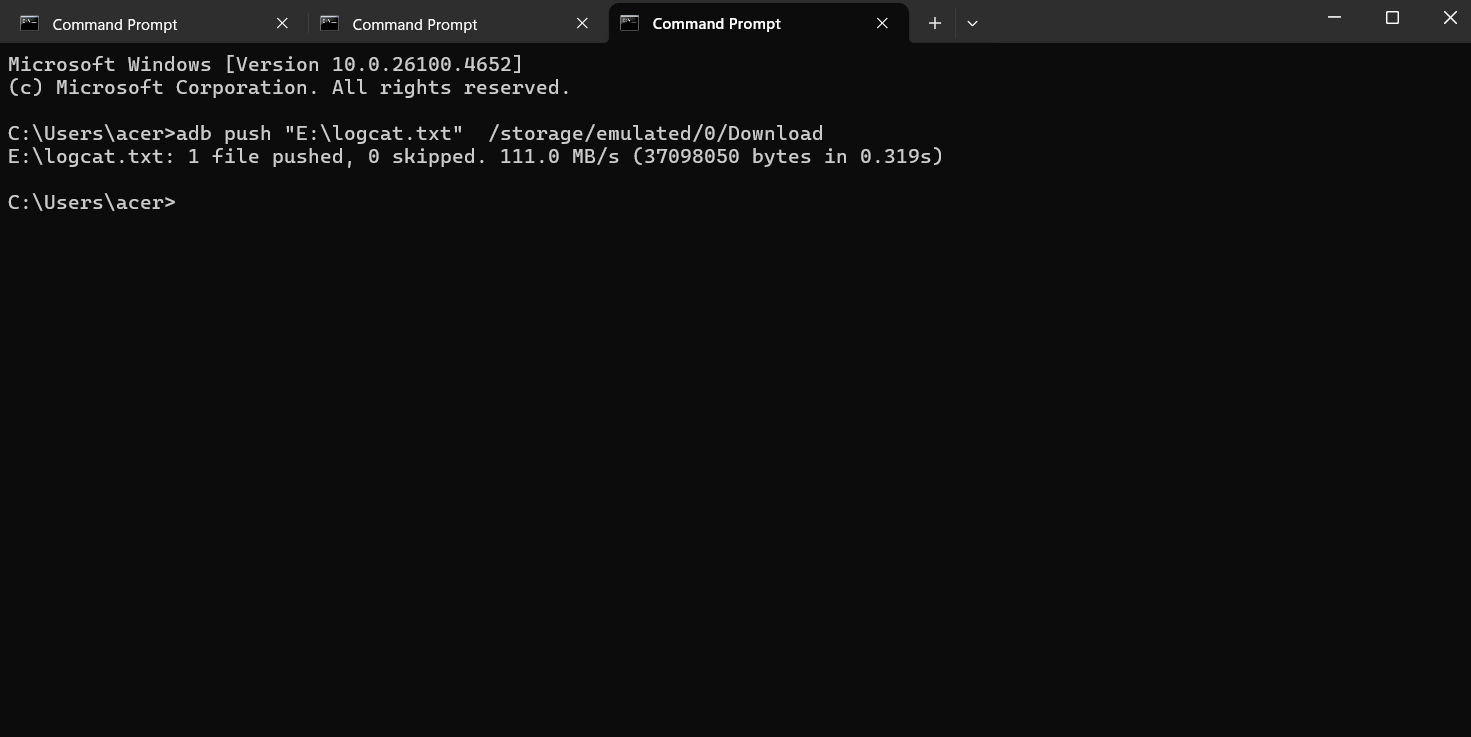 Command Prompt
Command Prompt
Command Prompt
Microsoft Windows [Version 10.0.26100.4652]
(c) Microsoft Corporation. All rights reserved.
C:\Users\acer>adb push "E:\logcat.txt"  /storage/emulated/0/Download
E:\logcat.txt: 1 file pushed, 0 skipped. 111.0 MB/s (37098050 bytes in 0.319s)
C:\Users\acer>